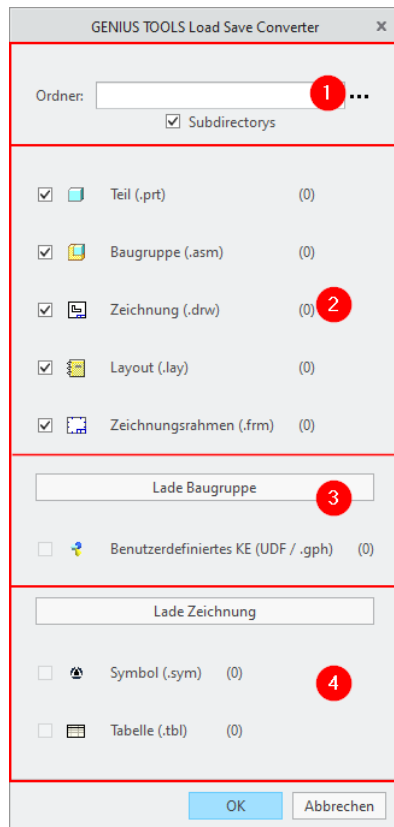 GENIUS TOOLS Load Save Converter x
Ordner: 1 ...
Subdirectorys
Teil (.prt) (0)
Baugruppe (.asm) (0)
Zeichnung (.drw) (0) 2
Layout (.lay) (0)
Zeichnungsrahmen (.frm) (0)
Lade Baugruppe 3
Benutzerdefiniertes KE (UDF / .gph) (0)
Lade Zeichnung
Symbol (.sym) (0) 4
Tabelle (.tbl) (0)
OK Abbrechen